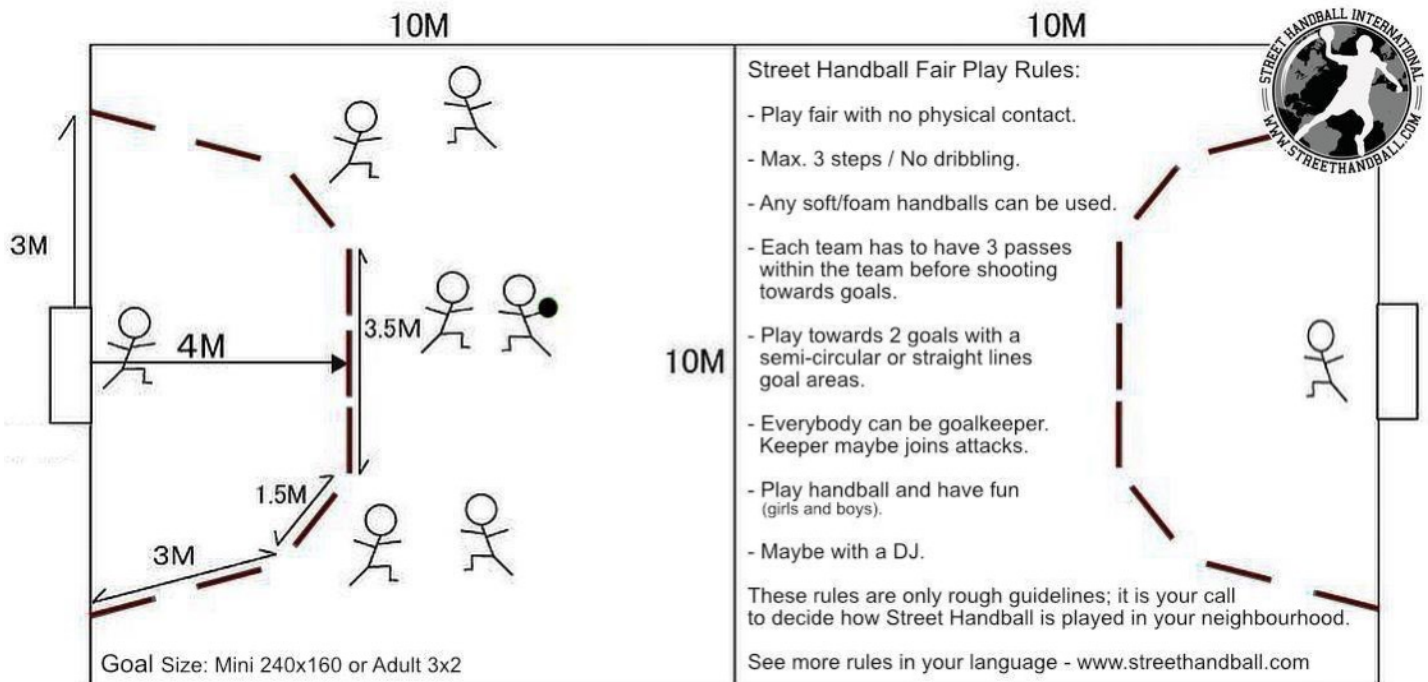 10M
10M
STREET HANDBALL INTERNATIONAL
WWW.STREETHANDBALL.COM
3M
4M
3.5M
10M
1.5M
3M
Goal Size: Mini 240x160 or Adult 3x2
Street Handball Fair Play Rules:
- Play fair with no physical contact.
- Max. 3 steps / No dribbling.
- Any soft/foam handballs can be used.
- Each team has to have 3 passes
within the team before shooting
towards goals.
- Play towards 2 goals with a
semi-circular or straight lines
goal areas.
- Everybody can be goalkeeper.
Keeper maybe joins attacks.
- Play handball and have fun
(girls and boys).
- Maybe with a DJ.
These rules are only rough guidelines; it is your call
to decide how Street Handball is played in your neighbourhood.
See more rules in your language - www.streethandball.com